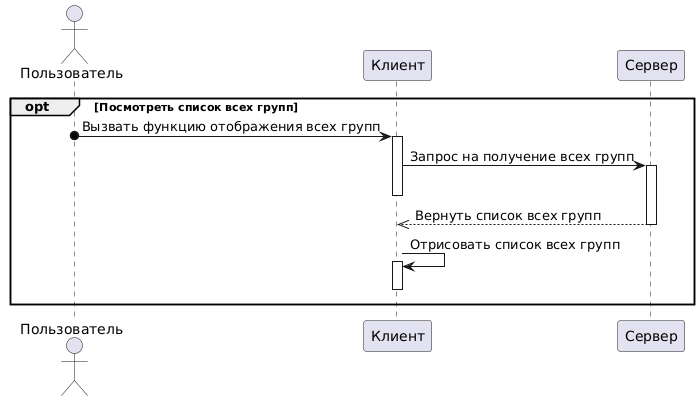 Пользователь
Клиент
Сервер
opt [Посмотреть список всех групп]
Вызвать функцию отображения всех групп
Запрос на получение всех групп
Вернуть список всех групп
Отрисовать список всех групп
Пользователь
Клиент
Сервер